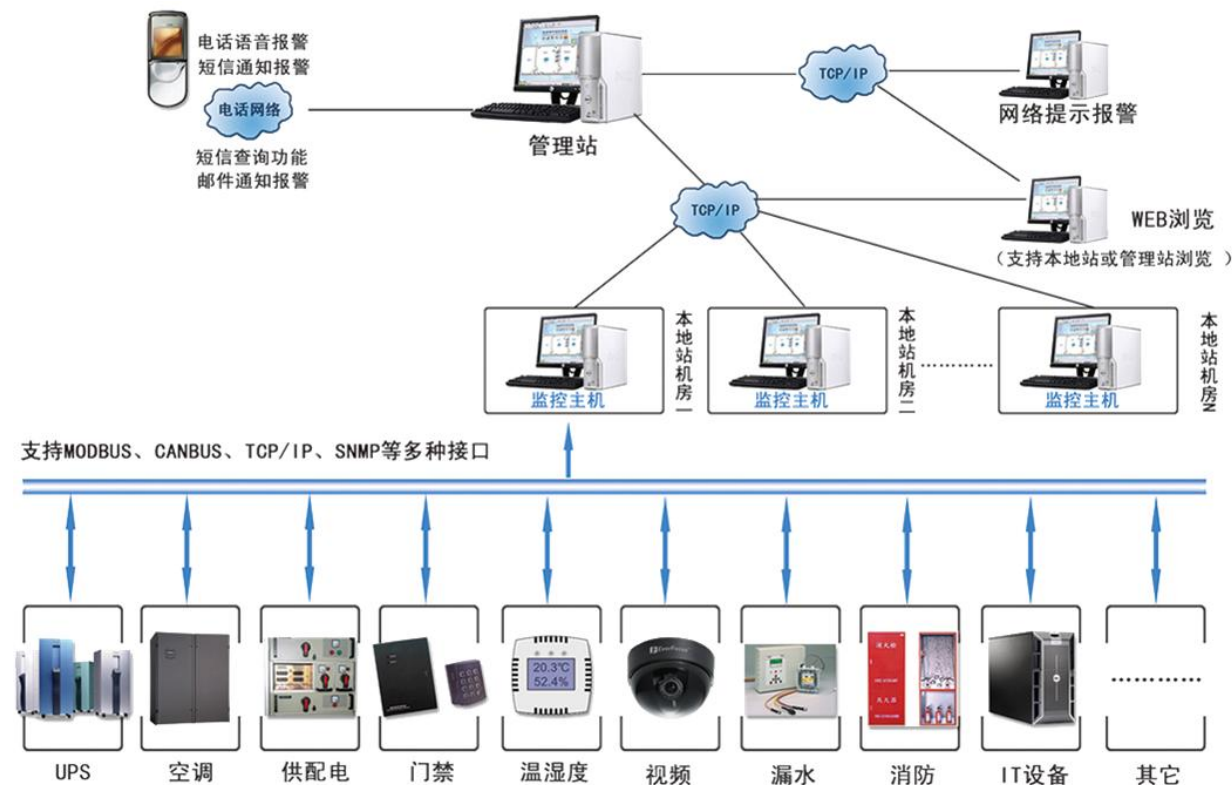 电话语音报警
短信通知报警
电话网络
短信查询功能
邮件通知报警
管理站
TCP/IP
网络提示报警
TCP/IP
WEB浏览
(支持本地站或管理站浏览 )
监控主机
本地站机房一
监控主机
本地站机房二
…………
监控主机
本地站机房N
支持MODBUS、CANBUS、TCP/IP、SNMP等多种接口
20.3℃
52.4%
…………
UPS
空调
供配电
门禁
温湿度
视频
漏水
消防
IT设备
其它